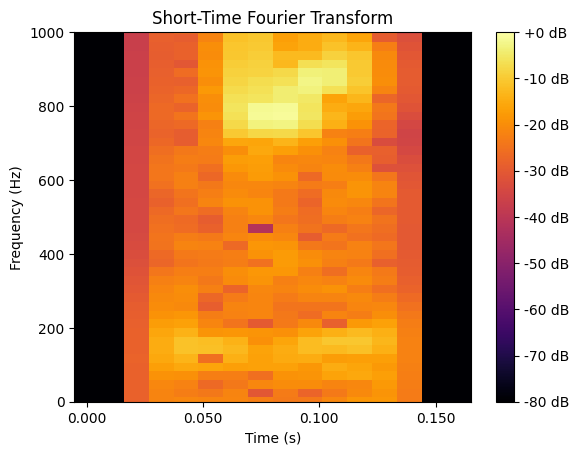 Short-Time Fourier Transform
1000
800
600
400
200
0
Frequency (Hz)
0.000
0.050
0.100
0.150
Time (s)
+0 dB
-10 dB
-20 dB
-30 dB
-40 dB
-50 dB
-60 dB
-70 dB
-80 dB